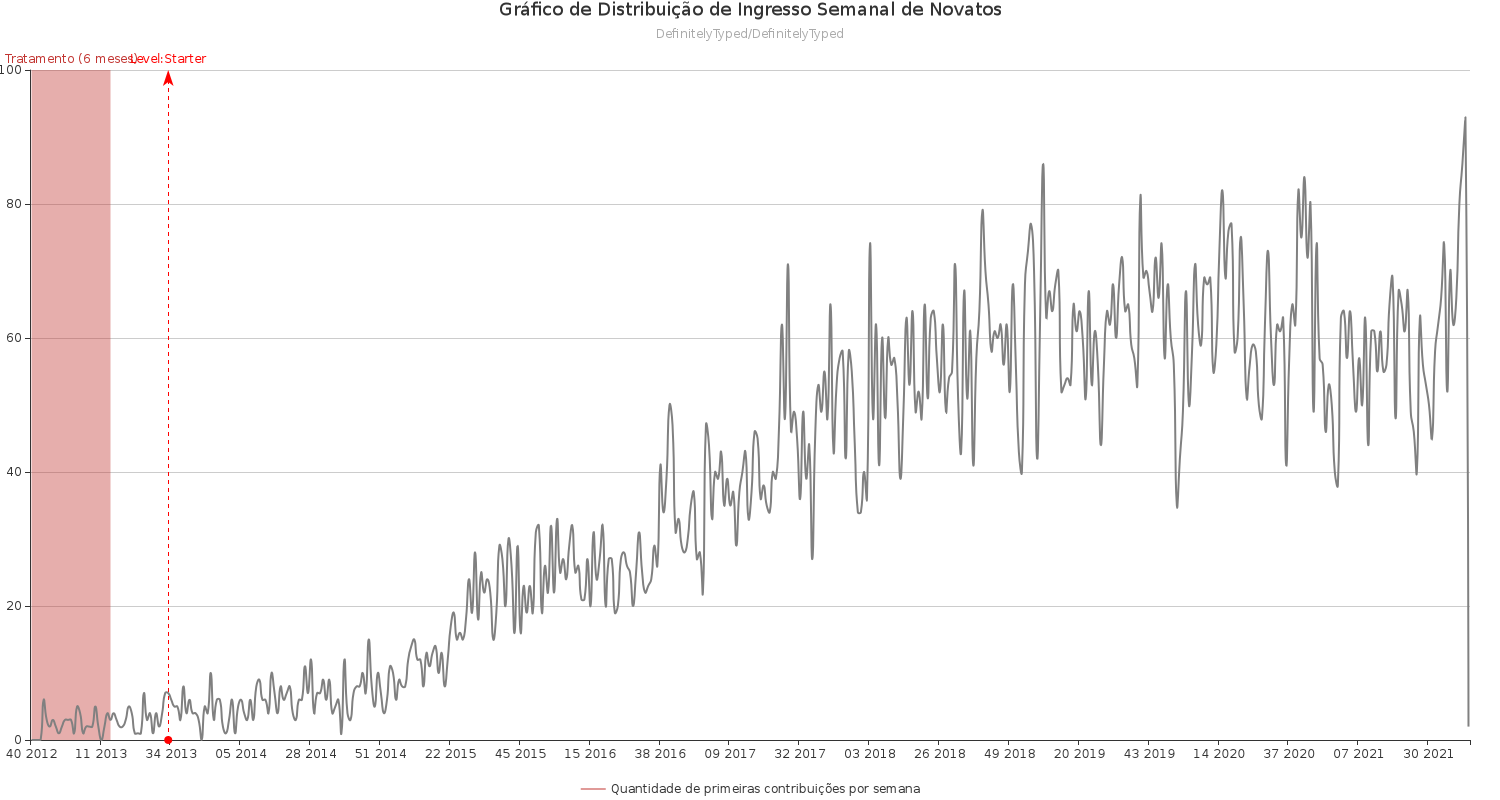 Gráfico de Distribuição de Ingresso Semanal de Novatos
DefinitelyTyped/DefinitelyTyped
Tratamento (6 meses) Level:Starter
100
80
60
40
20
0
40 2012 11 2013 34 2013 05 2014 28 2014 51 2014 22 2015 45 2015 15 2016 38 2016 09 2017 32 2017 03 2018 26 2018 49 2018 20 2019 43 2019 14 2020 37 2020 07 2021 30 2021
Quantidade de primeiras contribuições por semana